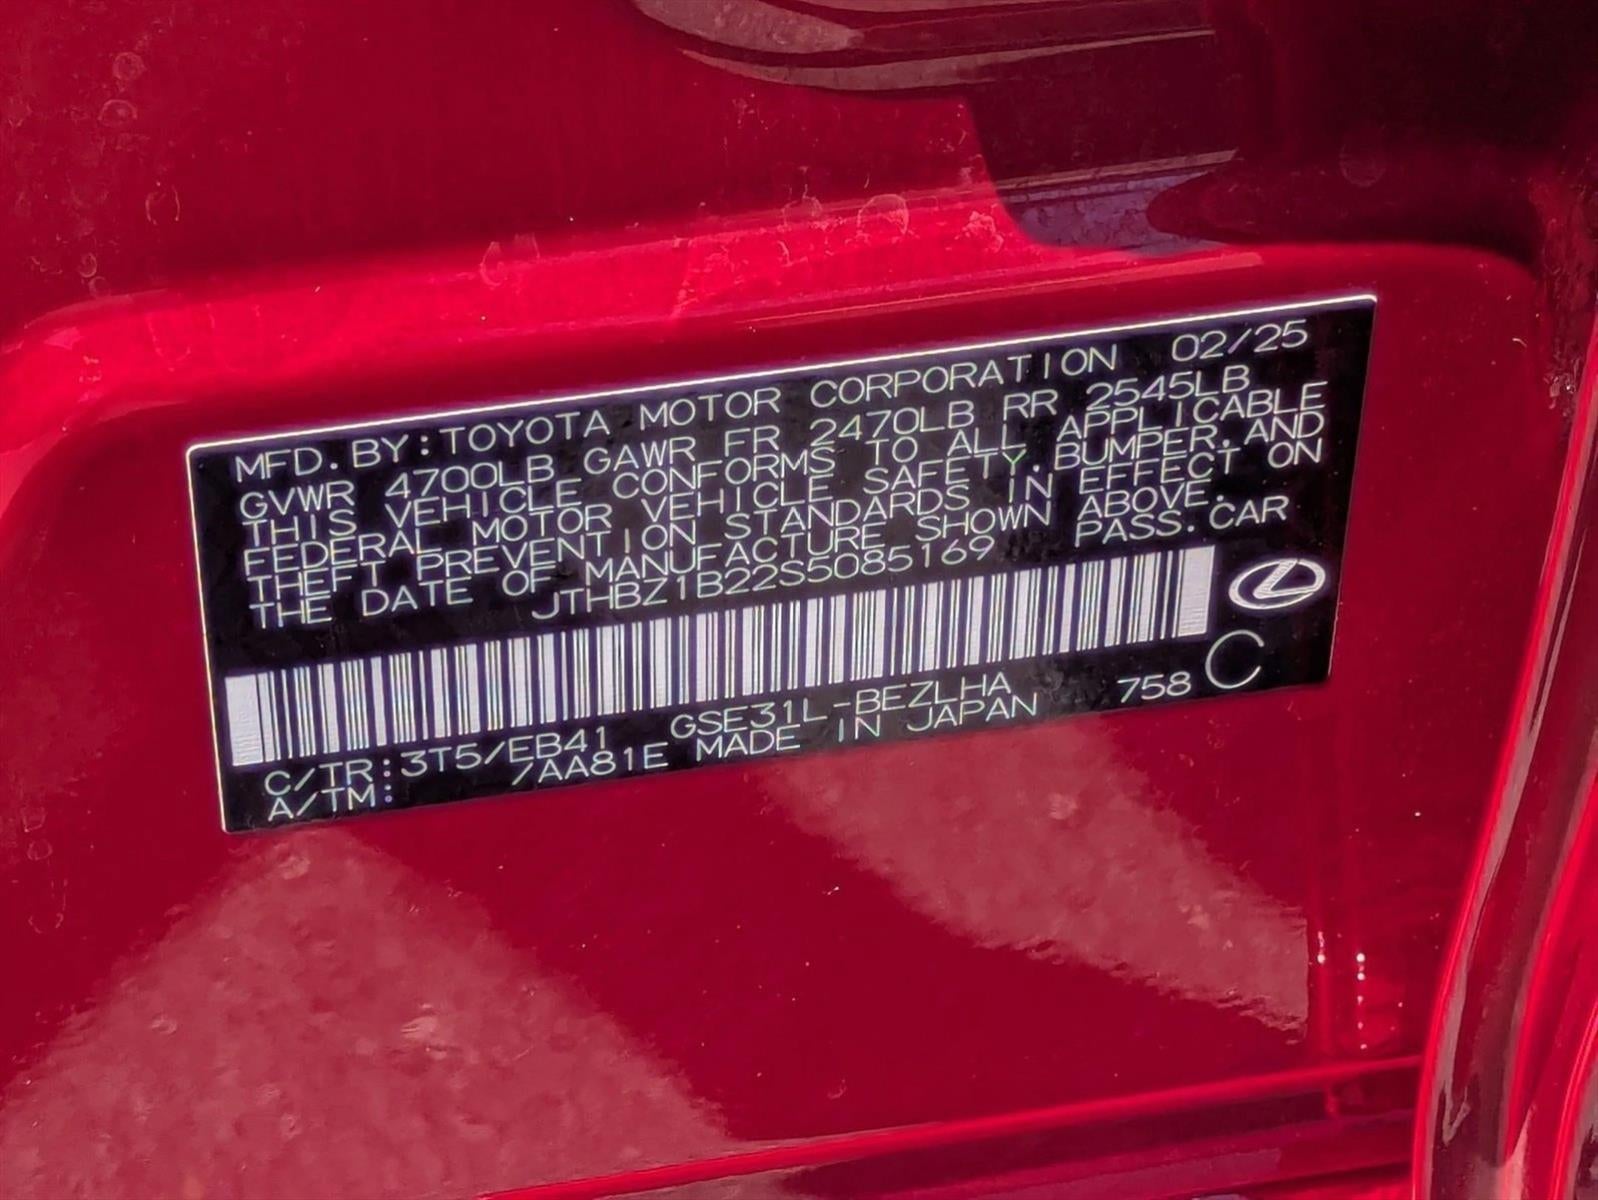 MFD. BY: TOYOTA MOTOR CORPORATION 02/25
GVWR 4700LB GAWR FR 2470LB RR 2545LB
THIS VEHICLE CONFORMS TO ALL APPLICABLE
FEDERAL MOTOR VEHICLE SAFETY, BUMPER, AND
THEFT PREVENTION STANDARDS IN EFFECT ON
THE DATE OF MANUFACTURE SHOWN ABOVE.
JTHBZ1B22S5085169 PASS. CAR
C/TR: 3T5/EB41 GSE31L-BEZLHA 758 C
A/TM: /AA81E MADE IN JAPAN